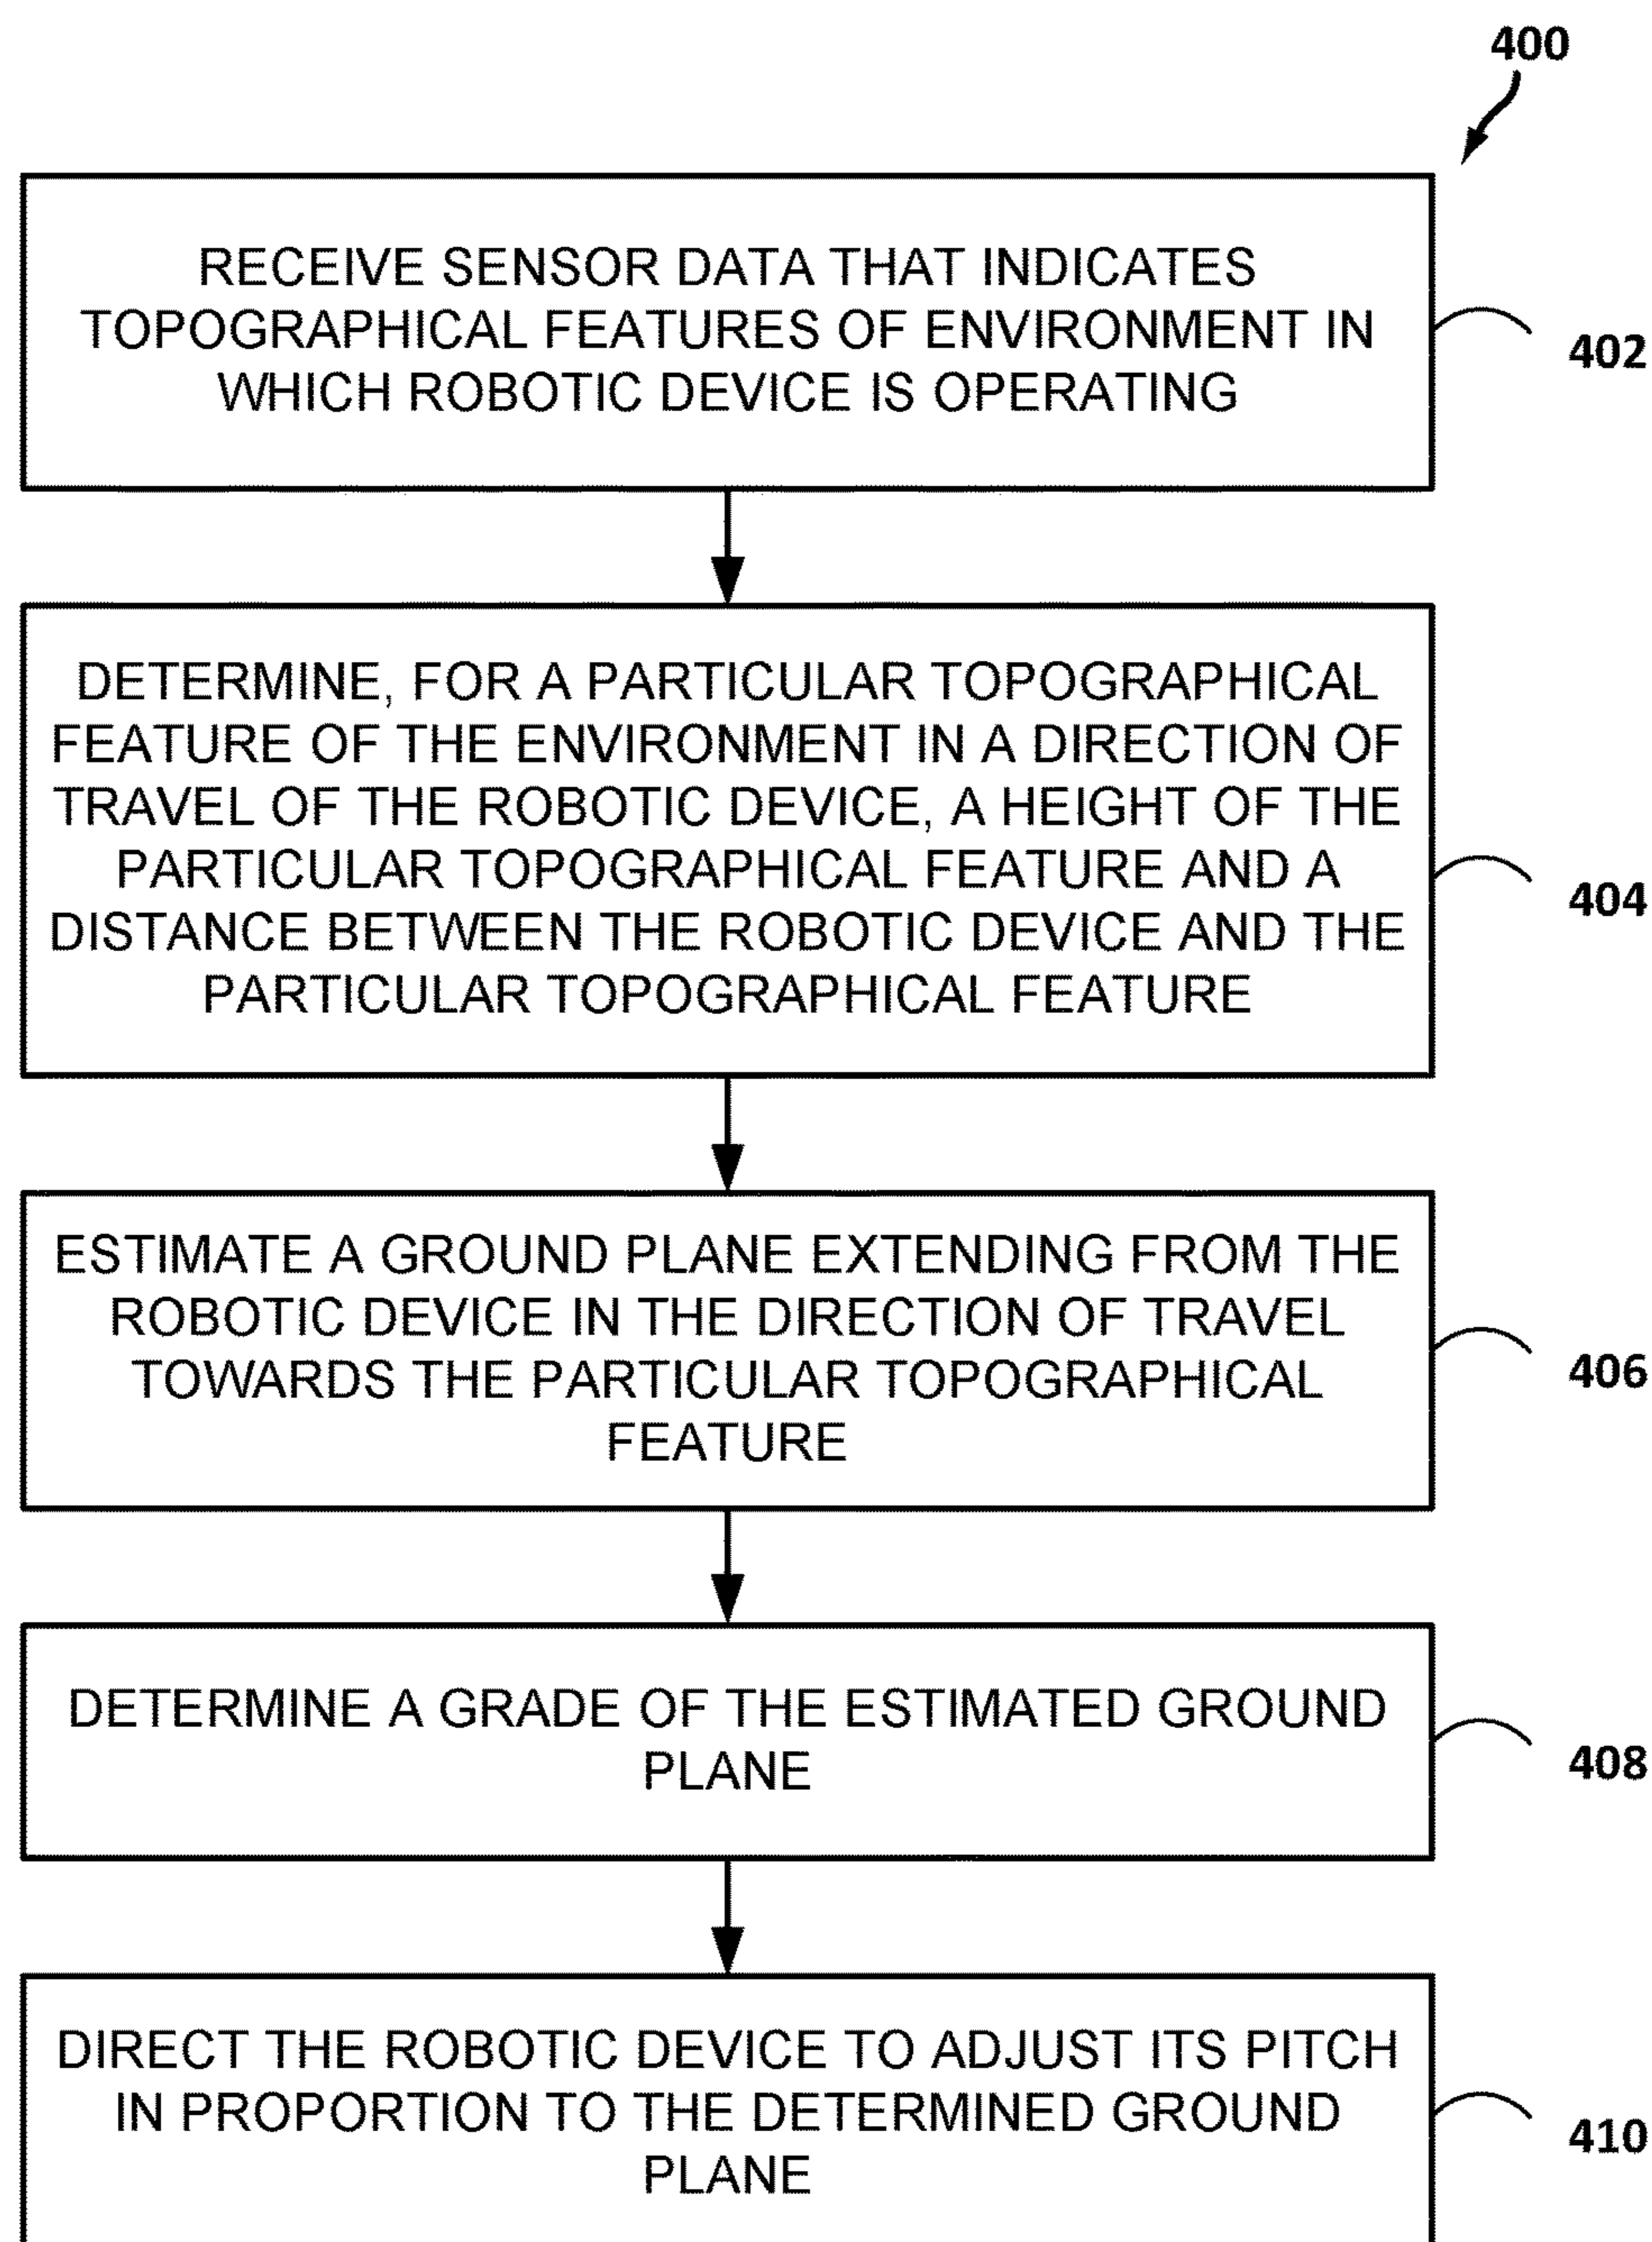 400
RECEIVE SENSOR DATA THAT INDICATES
TOPOGRAPHICAL FEATURES OF ENVIRONMENT IN
WHICH ROBOTIC DEVICE IS OPERATING
402
DETERMINE, FOR A PARTICULAR TOPOGRAPHICAL
FEATURE OF THE ENVIRONMENT IN A DIRECTION OF
TRAVEL OF THE ROBOTIC DEVICE, A HEIGHT OF THE
PARTICULAR TOPOGRAPHICAL FEATURE AND A
DISTANCE BETWEEN THE ROBOTIC DEVICE AND THE
PARTICULAR TOPOGRAPHICAL FEATURE
404
ESTIMATE A GROUND PLANE EXTENDING FROM THE
ROBOTIC DEVICE IN THE DIRECTION OF TRAVEL
TOWARDS THE PARTICULAR TOPOGRAPHICAL
FEATURE
406
DETERMINE A GRADE OF THE ESTIMATED GROUND
PLANE
408
DIRECT THE ROBOTIC DEVICE TO ADJUST ITS PITCH
IN PROPORTION TO THE DETERMINED GROUND
PLANE
410